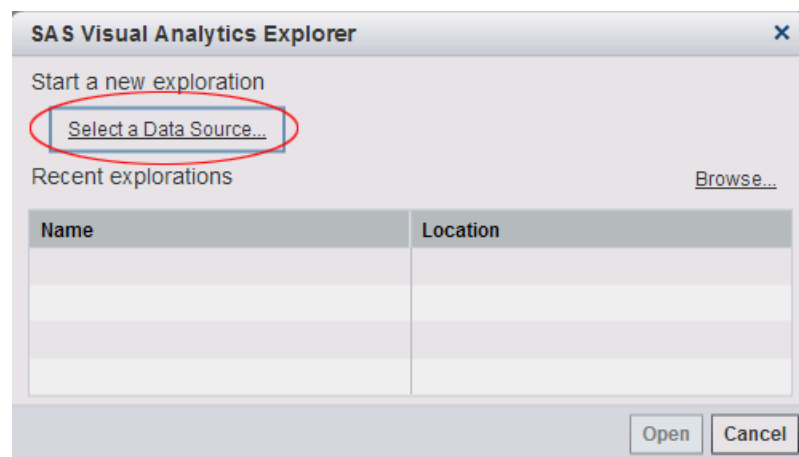 SAS Visual Analytics Explorer ×
Start a new exploration
Select a Data Source...
Recent explorations Browse...
Name Location
Open Cancel